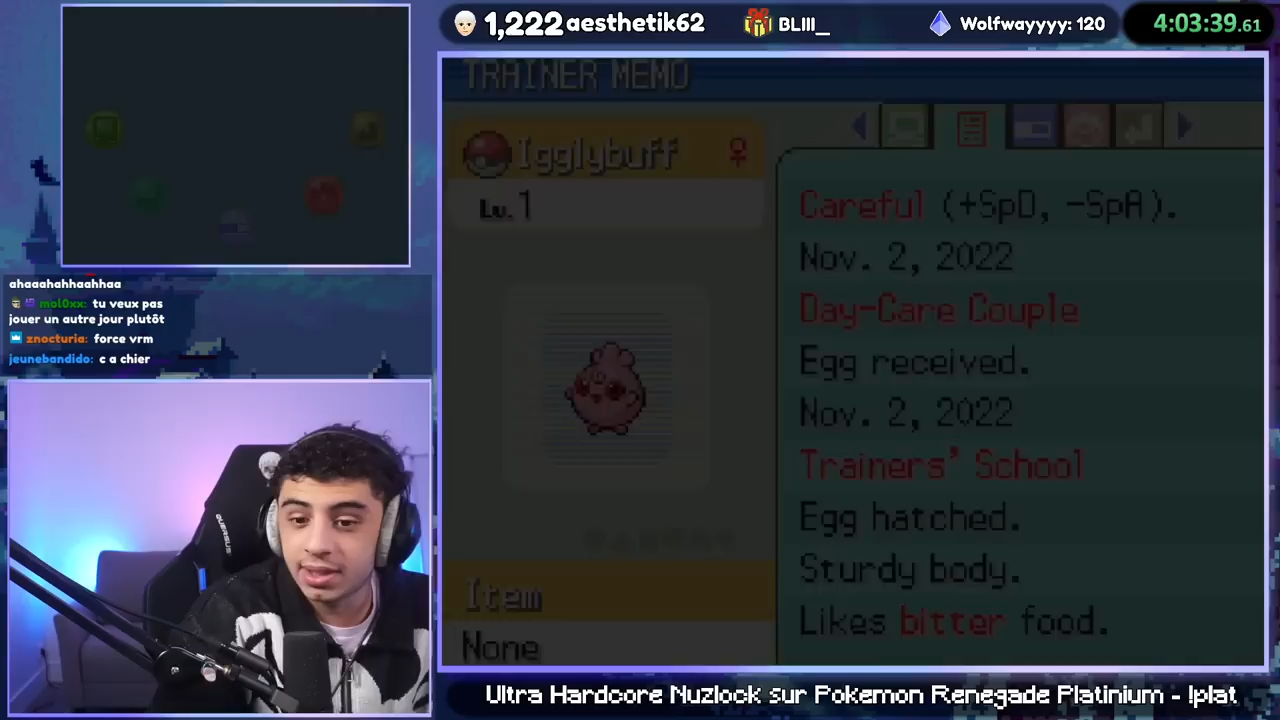 1,222 aesthetik62
BLIII_
Wolfwayyyy: 120
4:03:39.61
TRAINER MEMO
Igglybuff ♀
Lv.1
Careful (+SpD, -SpA).
Nov. 2, 2022
Day-Care Couple
Egg received.
Nov. 2, 2022
Trainers' School
Egg hatched.
Sturdy body.
Likes bitter food.
Item
None
ahaaahahhaahhaa
mol0xx: tu veux pas
jouer un autre jour plutôt
znocturia: force vrm
jeunebandido: c a chier
QUERSUS
Ultra Hardcore Nuzlock sur Pokemon Renegade Platinium - !plat